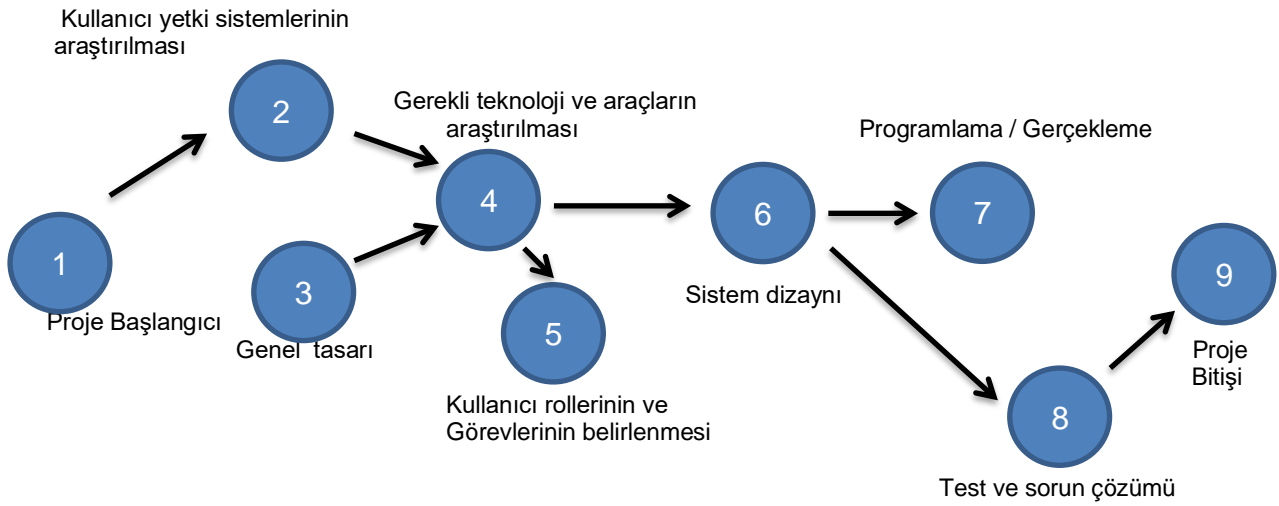 Kullanıcı yetki sistemlerinin
araştırılması
2
Gerekli teknoloji ve araçların
araştırılması
Programlama / Gerçekleme
4
6
7
1
3
9
Proje Başlangıcı
Genel tasarı
5
Sistem dizaynı
Proje
Bitişi
Kullanıcı rollerinin ve
Görevlerinin belirlenmesi
8
Test ve sorun çözümü